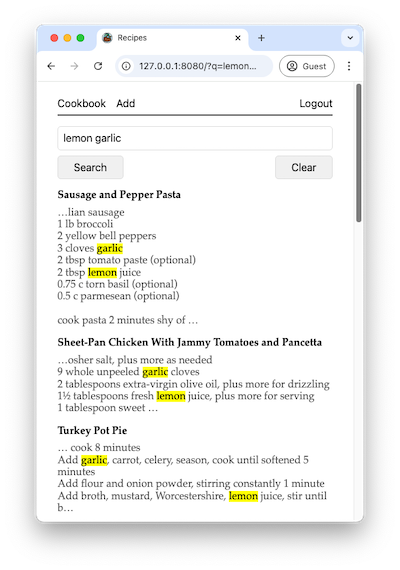 Recipes
127.0.0.1:8080/?q=lemon...
Guest
Cookbook Add Logout
lemon garlic
Search Clear
Sausage and Pepper Pasta
…lian sausage
1 lb broccoli
2 yellow bell peppers
3 cloves garlic
2 tbsp tomato paste (optional)
2 tbsp lemon juice
0.75 c torn basil (optional)
0.5 c parmesean (optional)
cook pasta 2 minutes shy of …
Sheet-Pan Chicken With Jammy Tomatoes and Pancetta
…osher salt, plus more as needed
9 whole unpeeled garlic cloves
2 tablespoons extra-virgin olive oil, plus more for drizzling
1½ tablespoons fresh lemon juice, plus more for serving
1 tablespoon sweet …
Turkey Pot Pie
… cook 8 minutes
Add garlic, carrot, celery, season, cook until softened 5
minutes
Add flour and onion powder, stirring constantly 1 minute
Add broth, mustard, Worcestershire, lemon juice, stir until
b…